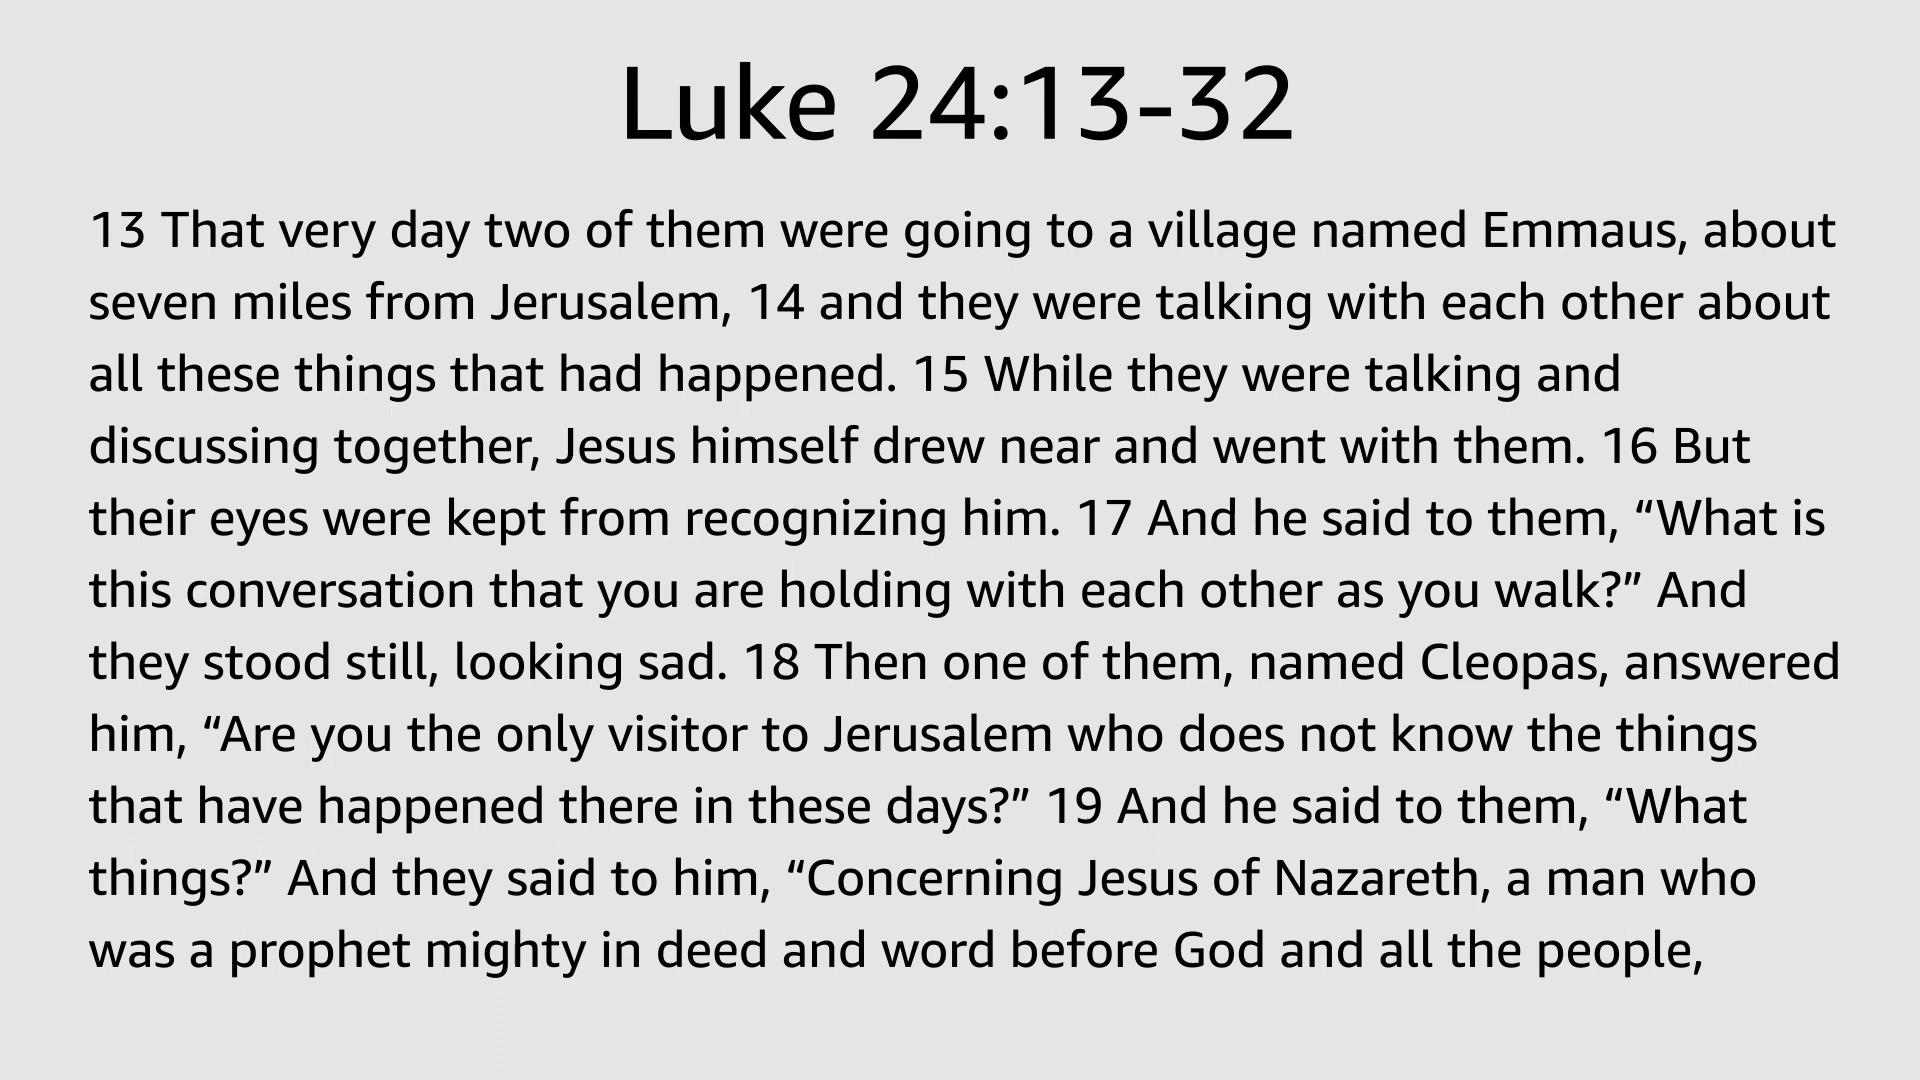 Luke 24:13-32
13 That very day two of them were going to a village named Emmaus, about
seven miles from Jerusalem, 14 and they were talking with each other about
all these things that had happened. 15 While they were talking and
discussing together, Jesus himself drew near and went with them. 16 But
their eyes were kept from recognizing him. 17 And he said to them, “What is
this conversation that you are holding with each other as you walk?” And
they stood still, looking sad. 18 Then one of them, named Cleopas, answered
him, “Are you the only visitor to Jerusalem who does not know the things
that have happened there in these days?” 19 And he said to them, “What
things?” And they said to him, “Concerning Jesus of Nazareth, a man who
was a prophet mighty in deed and word before God and all the people,